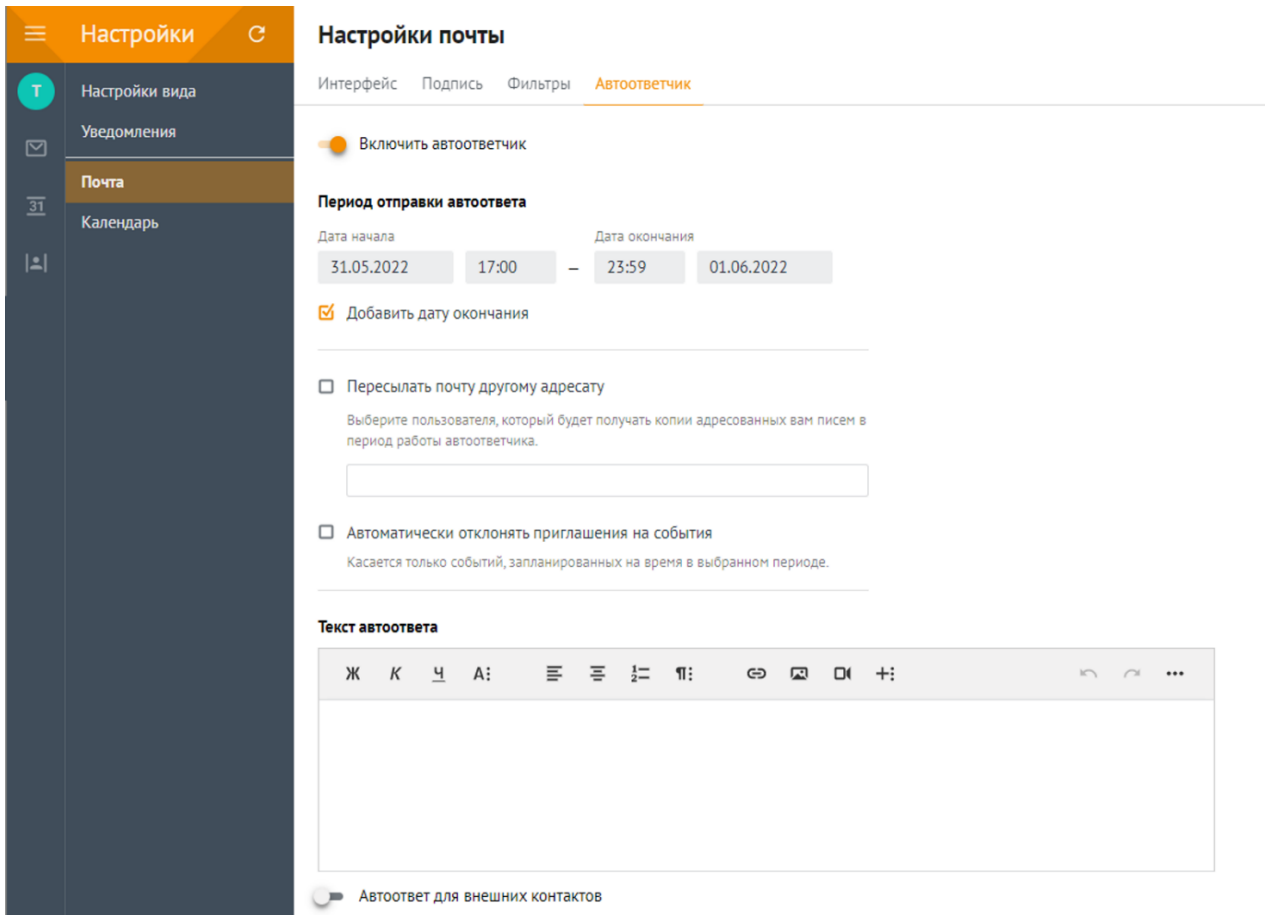 Настройки
Настройки почты
Интерфейс Подпись Фильтры Автоответчик
Т
Настройки вида
Уведомления
Почта
31
Календарь
Включить автоответчик
Период отправки автоответа
Дата начала Дата окончания
31.05.2022 17:00 – 23:59 01.06.2022
Добавить дату окончания
Пересылать почту другому адресату
Выберите пользователя, который будет получать копии адресованных вам писем в
период работы автоответчика.
Автоматически отклонять приглашения на события
Касается только событий, запланированных на время в выбранном периоде.
Текст автоответа
Ж К Ч А
Автоответ для внешних контактов